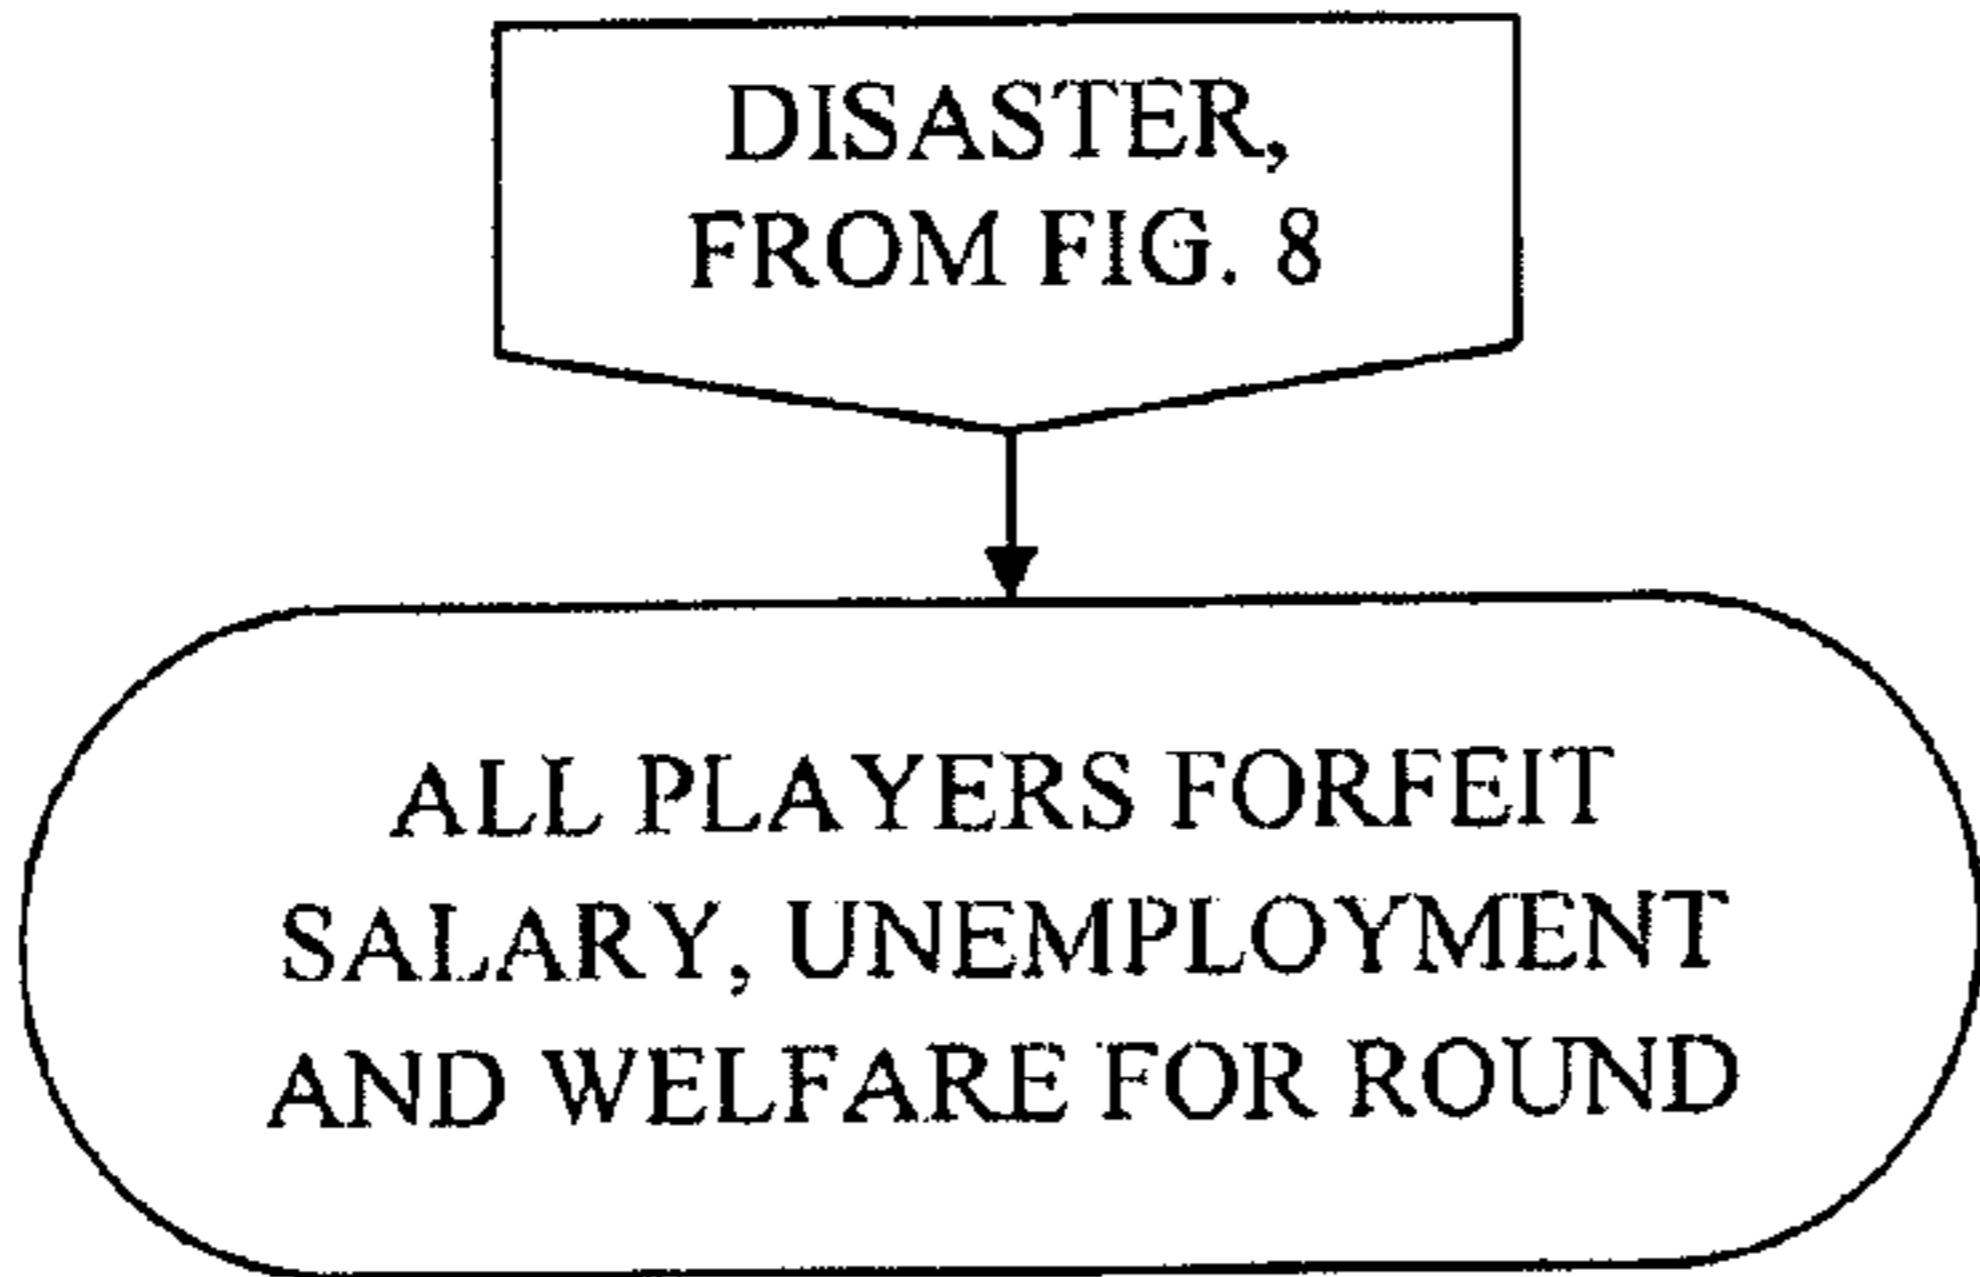 DISASTER,
FROM FIG. 8
ALL PLAYERS FORFEIT
SALARY, UNEMPLOYMENT
AND WELFARE FOR ROUND